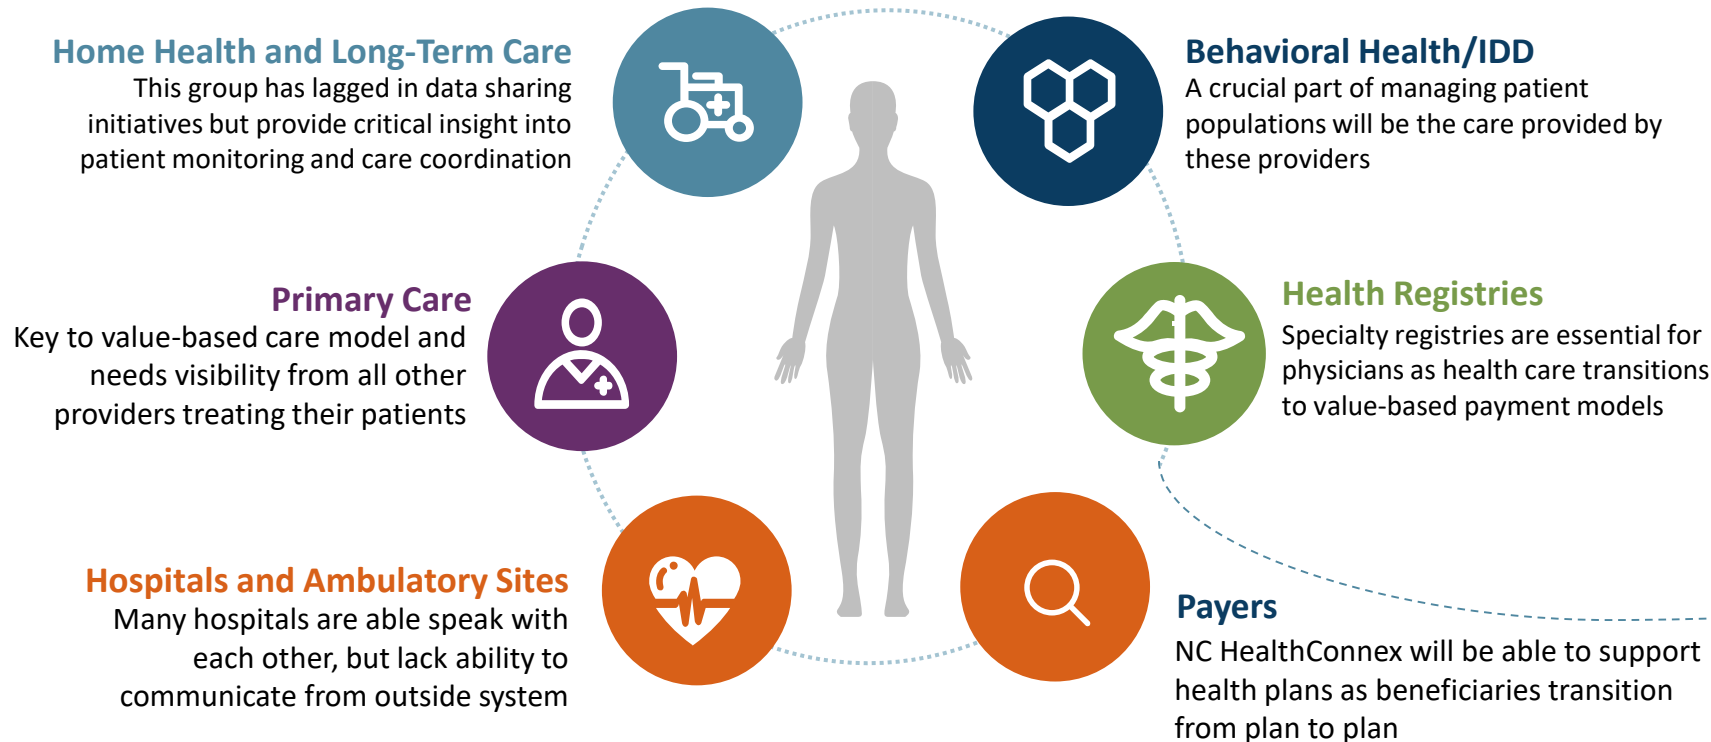 Home Health and Long-Term Care
This group has lagged in data sharing
initiatives but provide critical insight into
patient monitoring and care coordination
Behavioral Health/IDD
A crucial part of managing patient
populations will be the care provided by
these providers
Primary Care
Key to value-based care model and
needs visibility from all other
providers treating their patients
Health Registries
Specialty registries are essential for
physicians as health care transitions
to value-based payment models
Hospitals and Ambulatory Sites
Many hospitals are able speak with
each other, but lack ability to
communicate from outside system
Payers
NC HealthConnex will be able to support
health plans as beneficiaries transition
from plan to plan